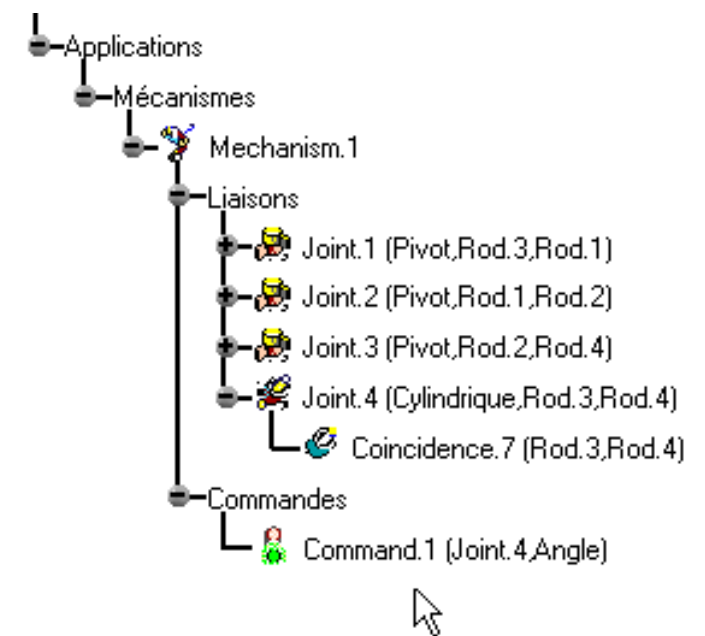 Applications
Mécanismes
Mechanism.1
Liaisons
Joint.1 (Pivot,Rod.3,Rod.1)
Joint.2 (Pivot,Rod.1,Rod.2)
Joint.3 (Pivot,Rod.2,Rod.4)
Joint.4 (Cylindrique,Rod.3,Rod.4)
Coincidence.7 (Rod.3,Rod.4)
Commandes
Command.1 (Joint.4,Angle)